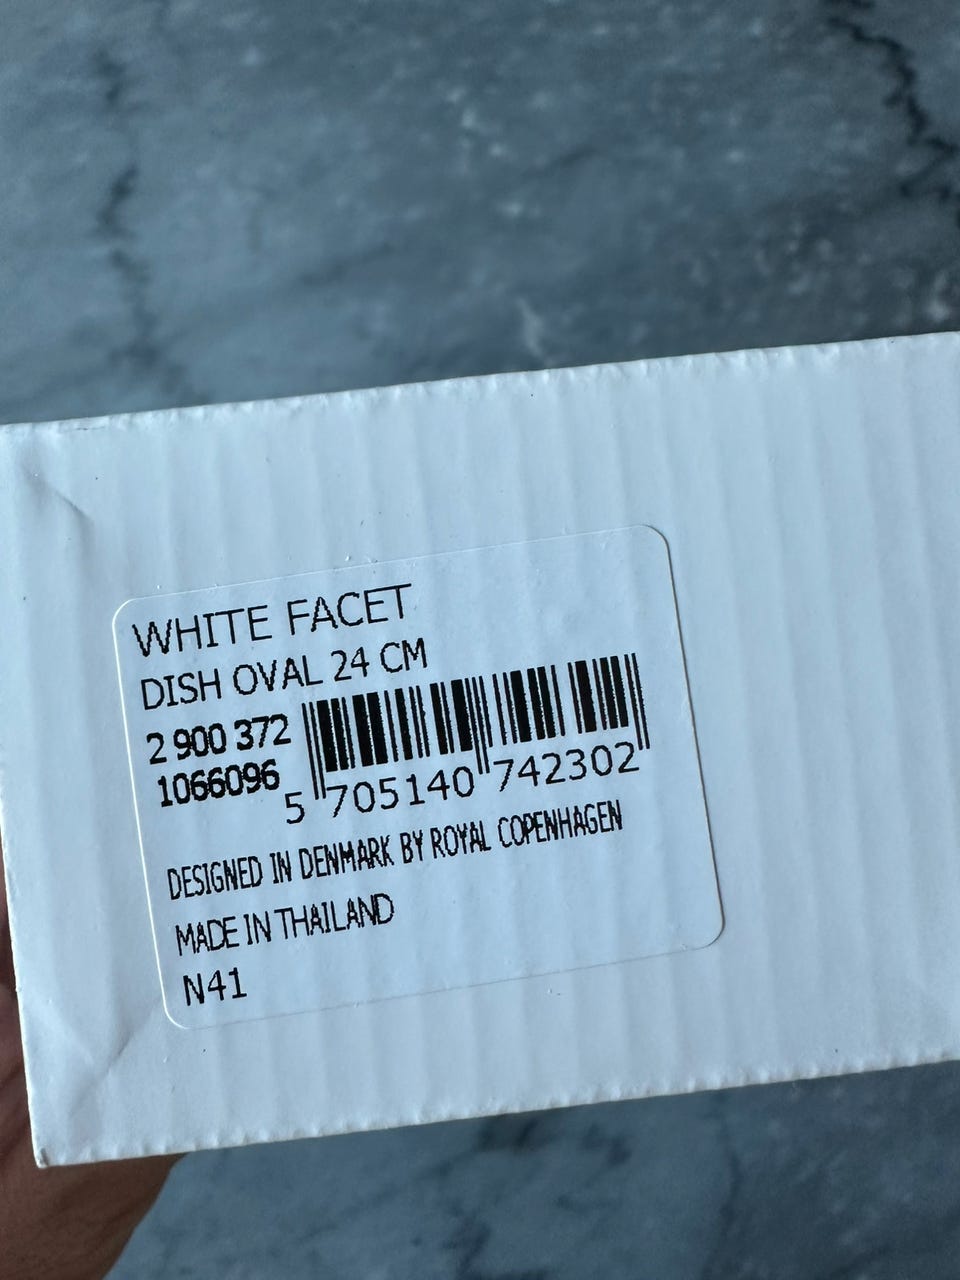 WHITE FACET
DISH OVAL 24 CM
2 900 372
1066096
5 705140 742302
DESIGNED IN DENMARK BY ROYAL COPENHAGEN
MADE IN THAILAND
N41